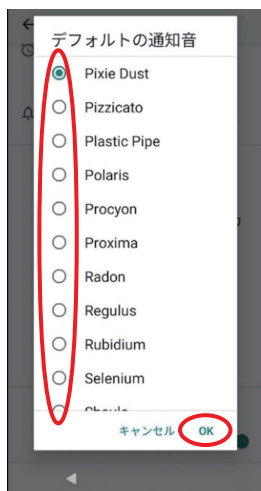 デフォルトの通知音
Pixie Dust
Pizzicato
Plastic Pipe
Polaris
Procyon
Proxima
Radon
Regulus
Rubidium
Selenium
キャンセル OK